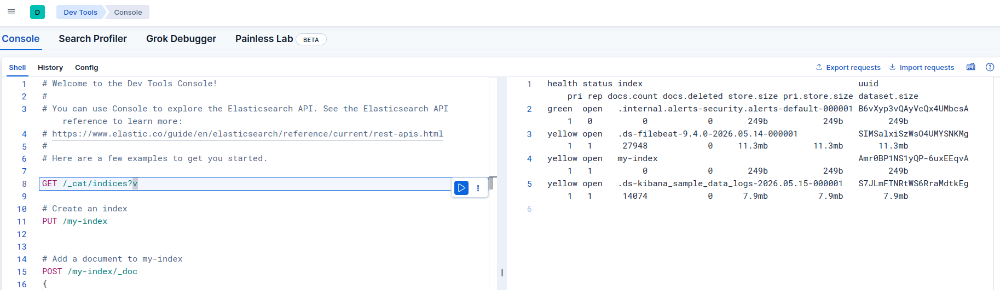 D Dev Tools Console
Console Search Profiler Grok Debugger Painless Lab BETA
Shell History Config Export requests Import requests
1 # Welcome to the Dev Tools Console!
2 #
3 # You can use Console to explore the Elasticsearch API. See the Elasticsearch API
reference to learn more:
4 # https://www.elastic.co/guide/en/elasticsearch/reference/current/rest-apis.html
5 #
6 # Here are a few examples to get you started.
7
8 GET /_cat/indices?v
9
10 # Create an index
11 PUT /my-index
12
13
14 # Add a document to my-index
15 POST /my-index/_doc
16 {
1 health status index uuid
pri rep docs.count docs.deleted store.size pri.store.size dataset.size
2 green open .internal.alerts-security.alerts-default-000001 B6vXyp3vQAyVcQx4UMbcsA
1 0 0 0 249b 249b 249b
3 yellow open .ds-filebeat-9.4.0-2026.05.14-000001 SIMSalxiSzWsO4UMYSNKMg
1 1 27948 0 11.3mb 11.3mb 11.3mb
4 yellow open my-index Amr0BP1NS1yQP-6uxEEqvA
1 1 0 0 249b 249b 249b
5 yellow open .ds-kibana_sample_data_logs-2026.05.15-000001 S7JLmFTNRtWS6RraMdtkEg
1 1 14074 0 7.9mb 7.9mb 7.9mb
6